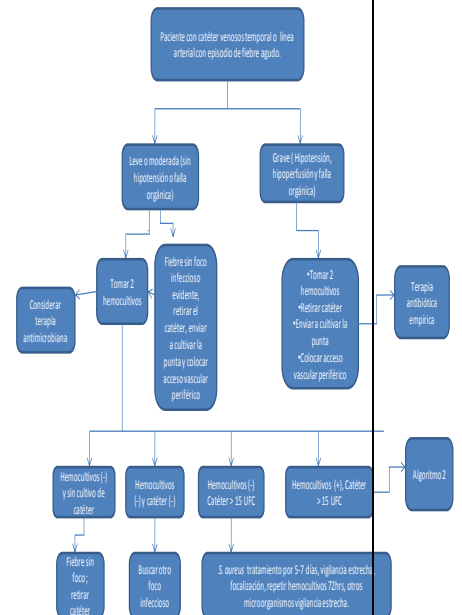 Paciente con catéter venosos temporal o línea
arterial con episodio de fiebre agudo.
Leve o moderada (sin
hipotensión o falla
orgánica)
Grave ( Hipotensión,
hipoperfusión y falla
orgánica)
Considerar
terapia
antimicrobiana
Tomar 2
hemocultivos
Fiebre sin foco
infeccioso
evidente,
retirar el
catéter, enviar
a cultivar la
punta y colocar
acceso vascular
periférico
•Tomar 2
hemocultivos
•Retirar catéter
•Enviar a cultivar la
punta
•Colocar acceso
vascular periférico
Terapia
antibiótica
empírica
Hemocultivos (-)
y sin cultivo de
catéter
Hemocultivos
(-) y catéter (-)
Hemocultivos (-)
Catéter > 15 UFC
Hemocultivos (+), Catéter
> 15 UFC
Algoritmo 2
Fiebre sin
foco ;
retirar
catéter
Buscar otro
foco
infeccioso
S. aureus tratamiento por 5-7 días, vigilancia estrecha,
focalización, repetir hemocultivos 72hrs, otros
microorganismos vigilancia estrecha.